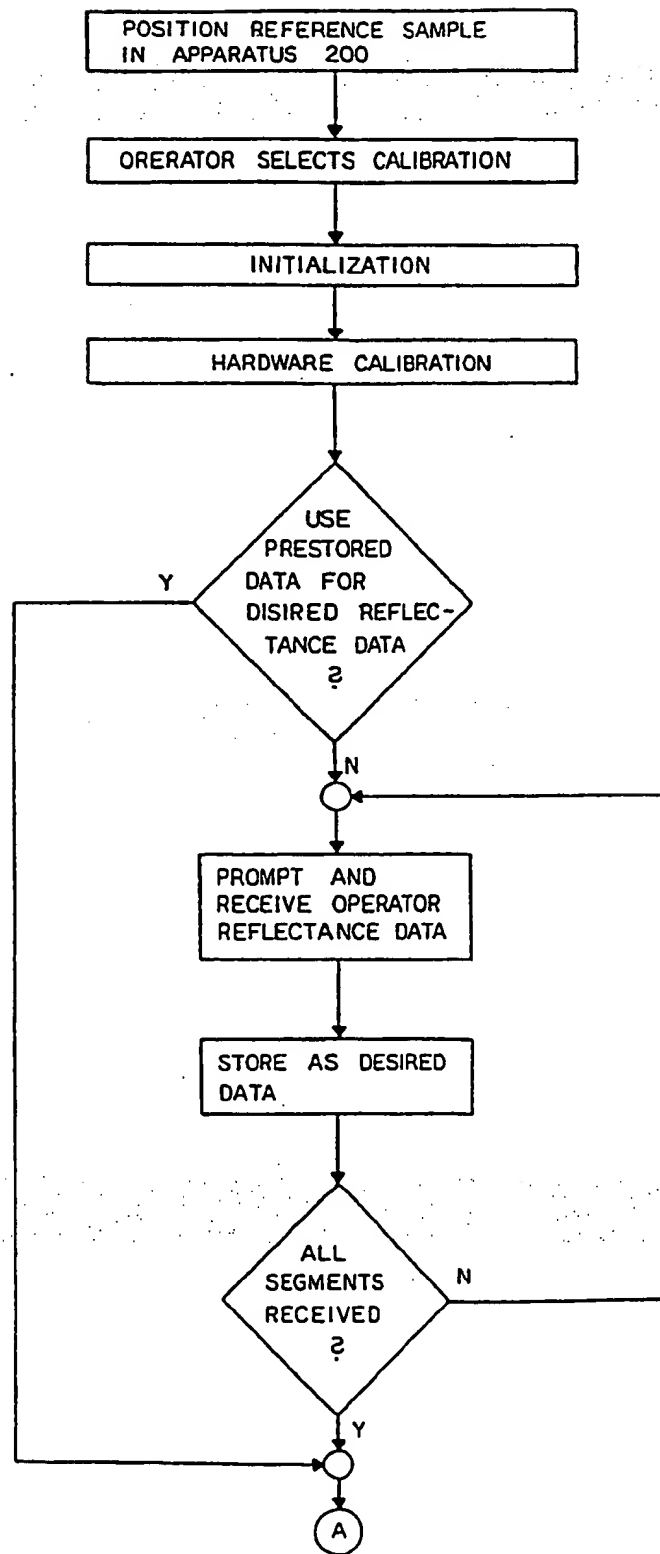 POSITION REFERENCE SAMPLE
IN APPARATUS 200
ORERATOR SELECTS CALIBRATION
INITIALIZATION
HARDWARE CALIBRATION
USE
PRESTORED
DATA FOR
DISIRED REFLEC-
TANCE DATA
?
Y
N
PROMPT AND
RECEIVE OPERATOR
REFLECTANCE DATA
STORE AS DESIRED
DATA
ALL
SEGMENTS
RECEIVED
?
N
Y
A